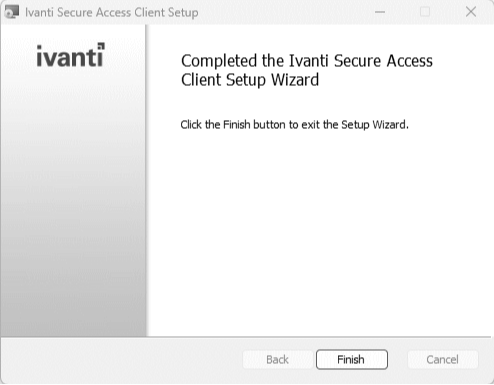 Ivanti Secure Access Client Setup
ivanti
Completed the Ivanti Secure Access
Client Setup Wizard
Click the Finish button to exit the Setup Wizard.
Back
Finish
Cancel